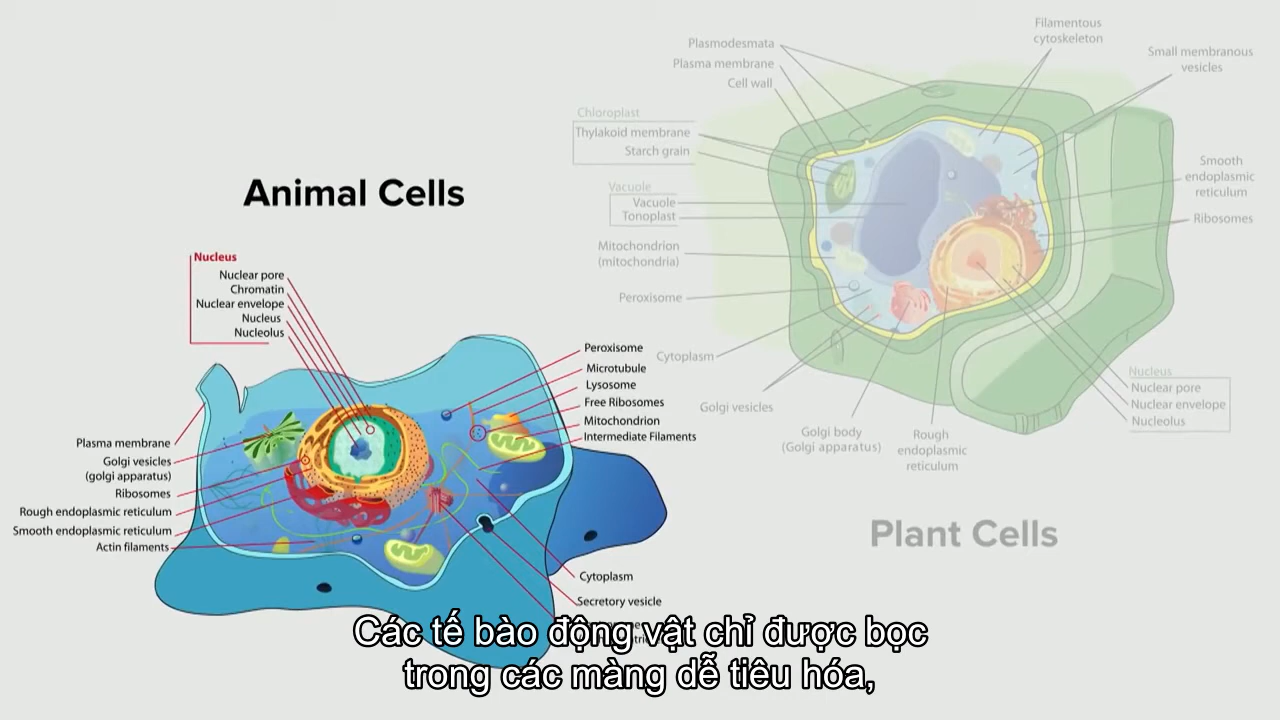 Filamentous
cytoskeleton
Plasmodesmata
Plasma membrane
Cell wall
Small membranous
vesicles
Chloroplast
Thylakoid membrane
Starch grain
Smooth
endoplasmic
reticulum
Vacuole
Vacuole
Tonoplast
Ribosomes
Mitochondrion
(mitochondria)
Peroxisome
Cytoplasm
Golgi vesicles
Golgi body
(Golgi apparatus)
Rough
endoplasmic
reticulum
Nucleus
Nuclear pore
Nuclear envelope
Nucleolus
Plant Cells
Animal Cells
Nucleus
Nuclear pore
Chromatin
Nuclear envelope
Nucleus
Nucleolus
Peroxisome
Microtubule
Lysosome
Free Ribosomes
Mitochondrion
Intermediate Filaments
Plasma membrane
Golgi vesicles
(golgi apparatus)
Ribosomes
Rough endoplasmic reticulum
Smooth endoplasmic reticulum
Actin filaments
Cytoplasm
Secretory vesicle
Các tế bào động vật chỉ được bọc
trong các màng dễ tiêu hóa,